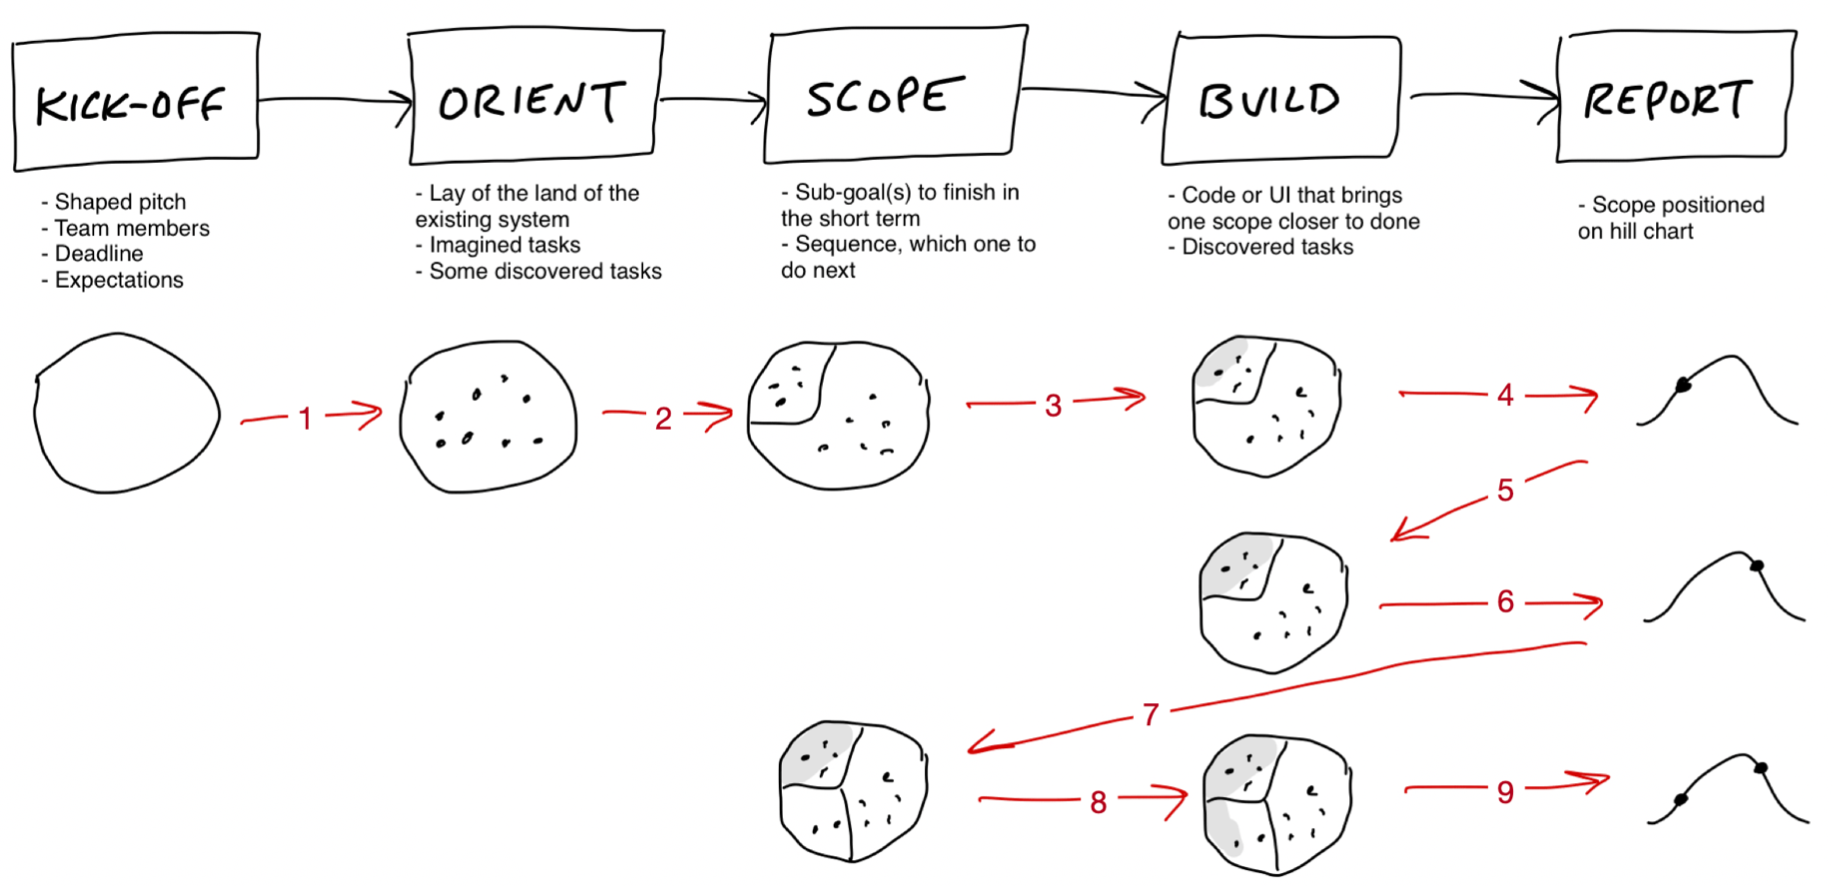 KICK-OFF
ORIENT
SCOPE
BUILD
REPORT
- Shaped pitch
- Team members
- Deadline
- Expectations
- Lay of the land of the
existing system
- Imagined tasks
- Some discovered tasks
- Sub-goal(s) to finish in
the short term
- Sequence, which one to
do next
- Code or UI that brings
one scope closer to done
- Discovered tasks
- Scope positioned
on hill chart
1
2
3
4
5
6
7
8
9